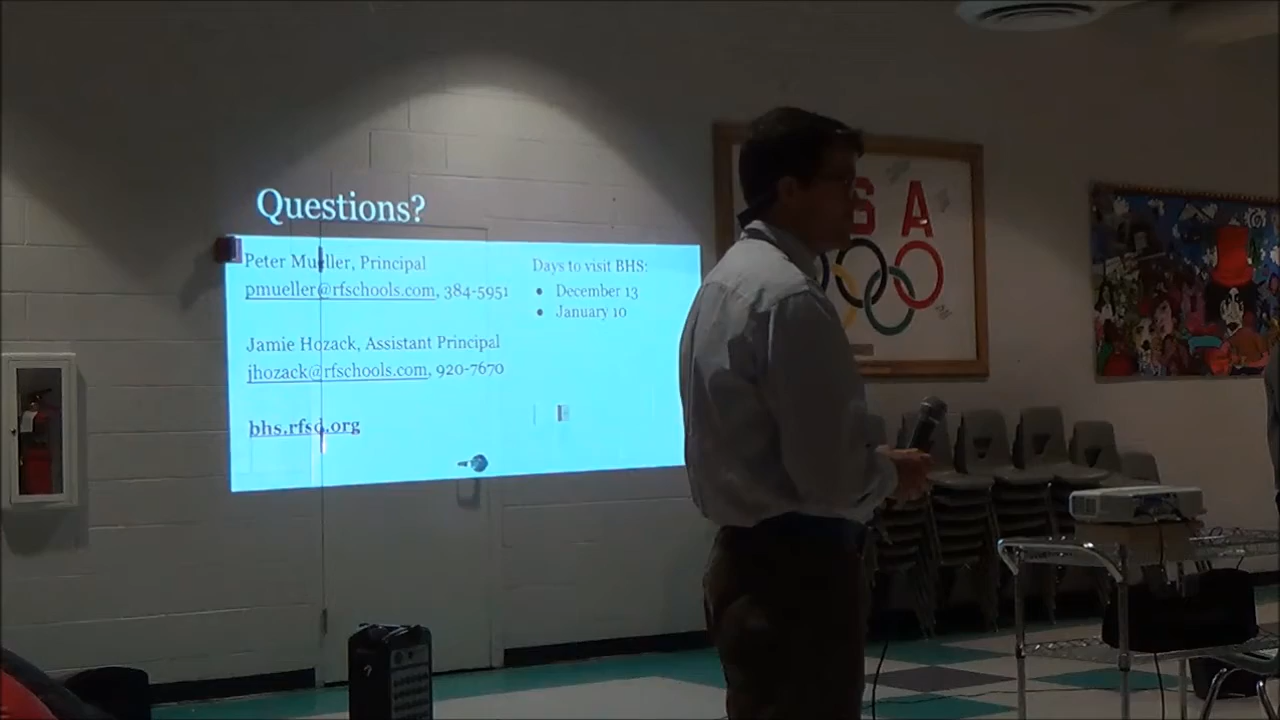 Questions?
Peter Mueller, Principal
pmueller@rfschools.com, 384-5951
Jamie Hozack, Assistant Principal
jhozack@rfschools.com, 920-7670
bhs.rfsd.org
Days to visit BHS:
• December 13
• January 10
SA